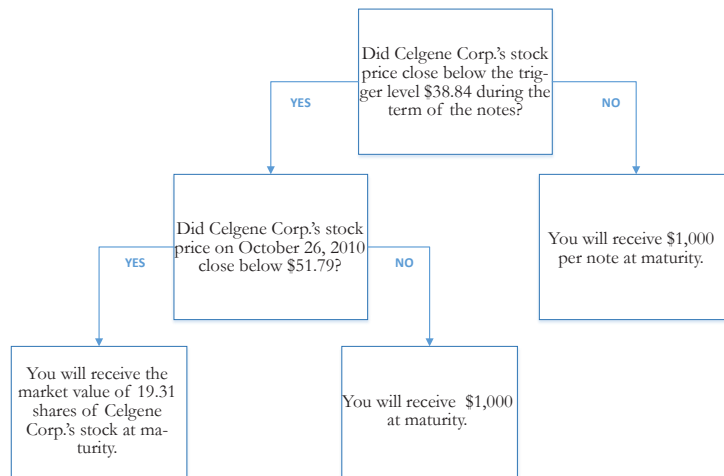 Did Celgene Corp.'s stock
price close below the trig-
ger level $38.84 during the
term of the notes?
YES
NO
Did Celgene Corp.'s stock
price on October 26, 2010
close below $51.79?
You will receive $1,000
per note at maturity.
YES
NO
You will receive the
market value of 19.31
shares of Celgene
Corp.'s stock at ma-
turity.
You will receive $1,000
at maturity.